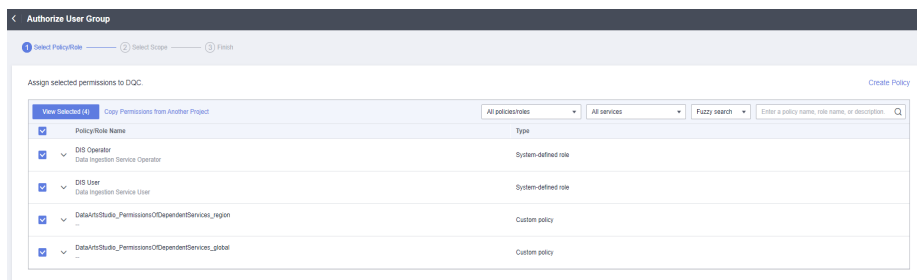 Authorize User Group
1 Select Policy/Role 2 Select Scope 3 Finish
Assign selected permissions to DQC.
Create Policy
View Selected (4) Copy Permissions from Another Project All policies/roles All services Fuzzy search Enter a policy name, role name, or description.
Policy/Role Name Type
DIS Operator
Data Ingestion Service Operator
System-defined role
DIS User
Data Ingestion Service User
System-defined role
DataArtsStudio_PermissionsOfDependentServices_region
--
Custom policy
DataArtsStudio_PermissionsOfDependentServices_global
--
Custom policy